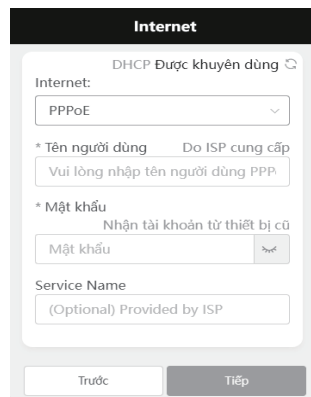 Internet
DHCP Được khuyên dùng
Internet:
PPPoE
* Tên người dùng Do ISP cung cấp
Vui lòng nhập tên người dùng PPP
* Mật khẩu
Nhận tài khoản từ thiết bị cũ
Mật khẩu
Service Name
(Optional) Provided by ISP
Trước Tiếp